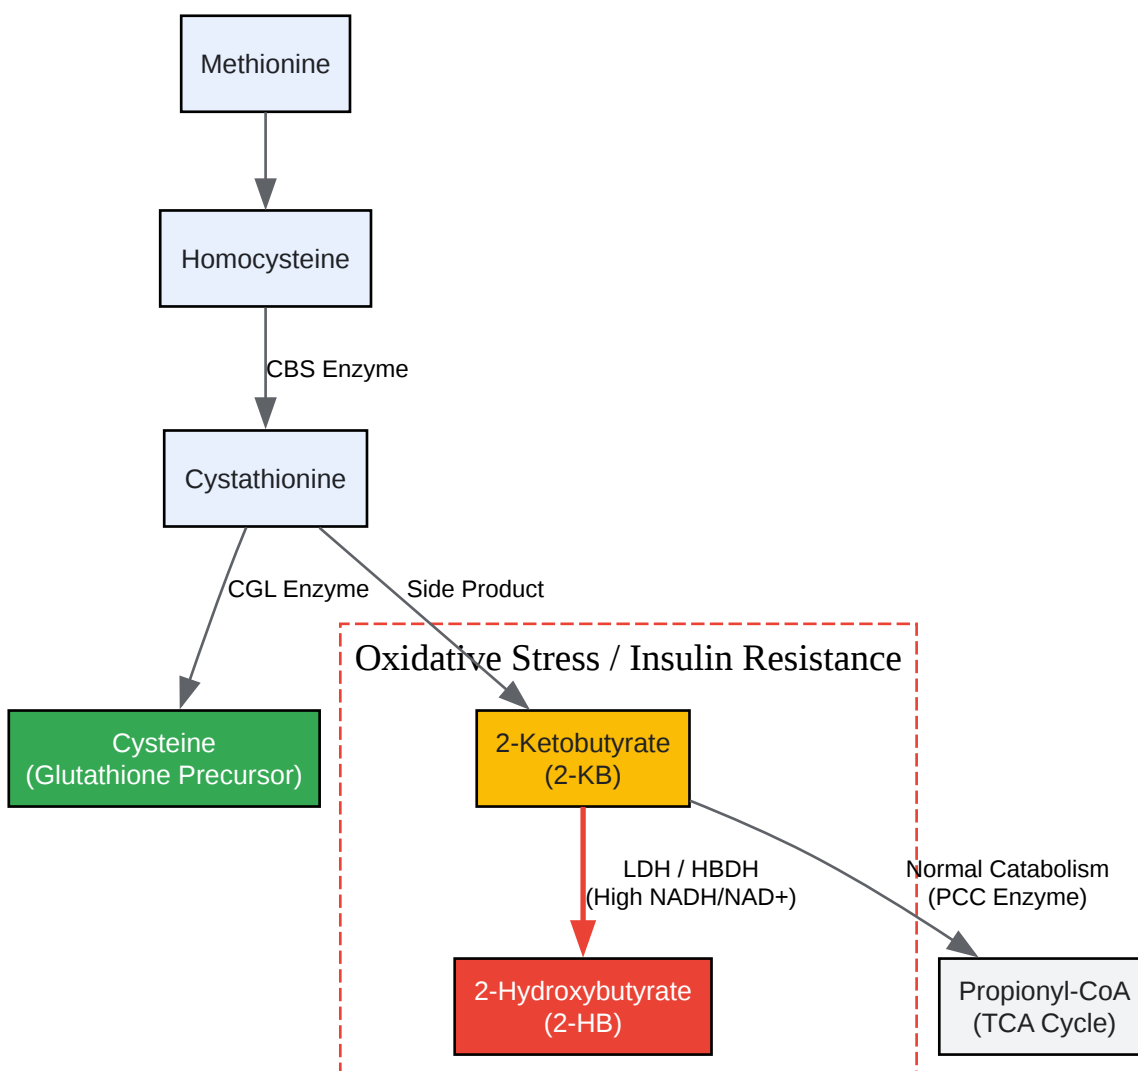 Methionine
Homocysteine
CBS Enzyme
Cystathionine
CGL Enzyme
Side Product
Oxidative Stress / Insulin Resistance
Cysteine
(Glutathione Precursor)
2-Ketobutyrate
(2-KB)
LDH / HBDH
(High NADH/NAD+)
Normal Catabolism
(PCC Enzyme)
2-Hydroxybutyrate
(2-HB)
Propionyl-CoA
(TCA Cycle)